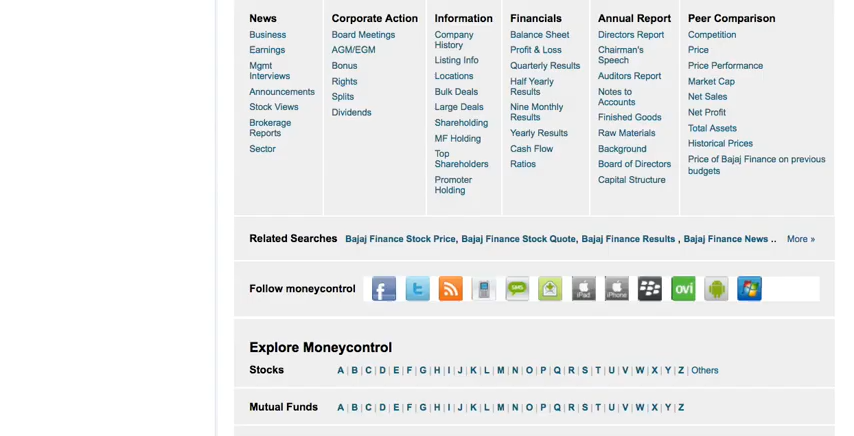 News
Business
Earnings
Mgmt
Interviews
Announcements
Stock Views
Brokerage
Reports
Sector
Corporate Action
Board Meetings
AGM/EGM
Bonus
Rights
Splits
Dividends
Information
Company
History
Listing Info
Locations
Bulk Deals
Large Deals
Shareholding
MF Holding
Top
Shareholders
Promoter
Holding
Financials
Balance Sheet
Profit & Loss
Quarterly Results
Half Yearly
Results
Nine Monthly
Results
Yearly Results
Cash Flow
Ratios
Annual Report
Directors Report
Chairman's
Speech
Auditors Report
Notes to
Accounts
Finished Goods
Raw Materials
Background
Board of Directors
Capital Structure
Peer Comparison
Competition
Price
Price Performance
Market Cap
Net Sales
Net Profit
Total Assets
Historical Prices
Price of Bajaj Finance on previous
budgets
Related Searches Bajaj Finance Stock Price, Bajaj Finance Stock Quote, Bajaj Finance Results , Bajaj Finance News .. More »
Follow moneycontrol f t SMS iPad iPhone ovi
Explore Moneycontrol
Stocks A | B | C | D | E | F | G | H | I | J | K | L | M | N | O | P | Q | R | S | T | U | V | W | X | Y | Z | Others
Mutual Funds A | B | C | D | E | F | G | H | I | J | K | L | M | N | O | P | Q | R | S | T | U | V | W | X | Y | Z